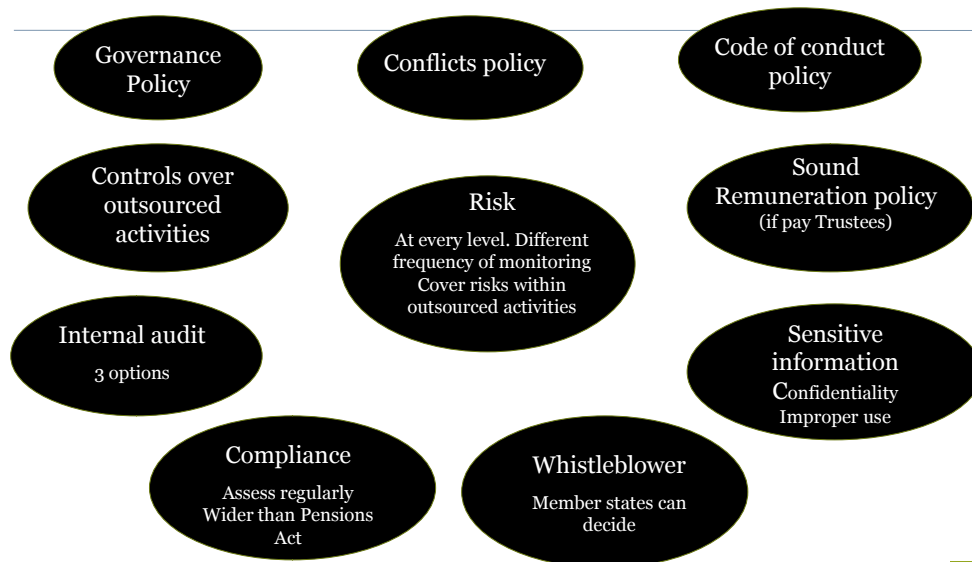 Governance
Policy
Conflicts policy
Code of conduct
policy
Controls over
outsourced
activities
Risk
At every level. Different
frequency of monitoring
Cover risks within
outsourced activities
Sound
Remuneration policy
(if pay Trustees)
Internal audit
3 options
Sensitive
information
Confidentiality
Improper use
Compliance
Assess regularly
Wider than Pensions
Act
Whistleblower
Member states can
decide